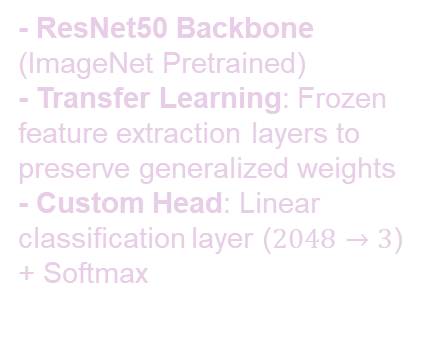 - ResNet50 Backbone
(ImageNet Pretrained)
- Transfer Learning: Frozen
feature extraction layers to
preserve generalized weights
- Custom Head: Linear
classification layer (2048 → 3)
+ Softmax